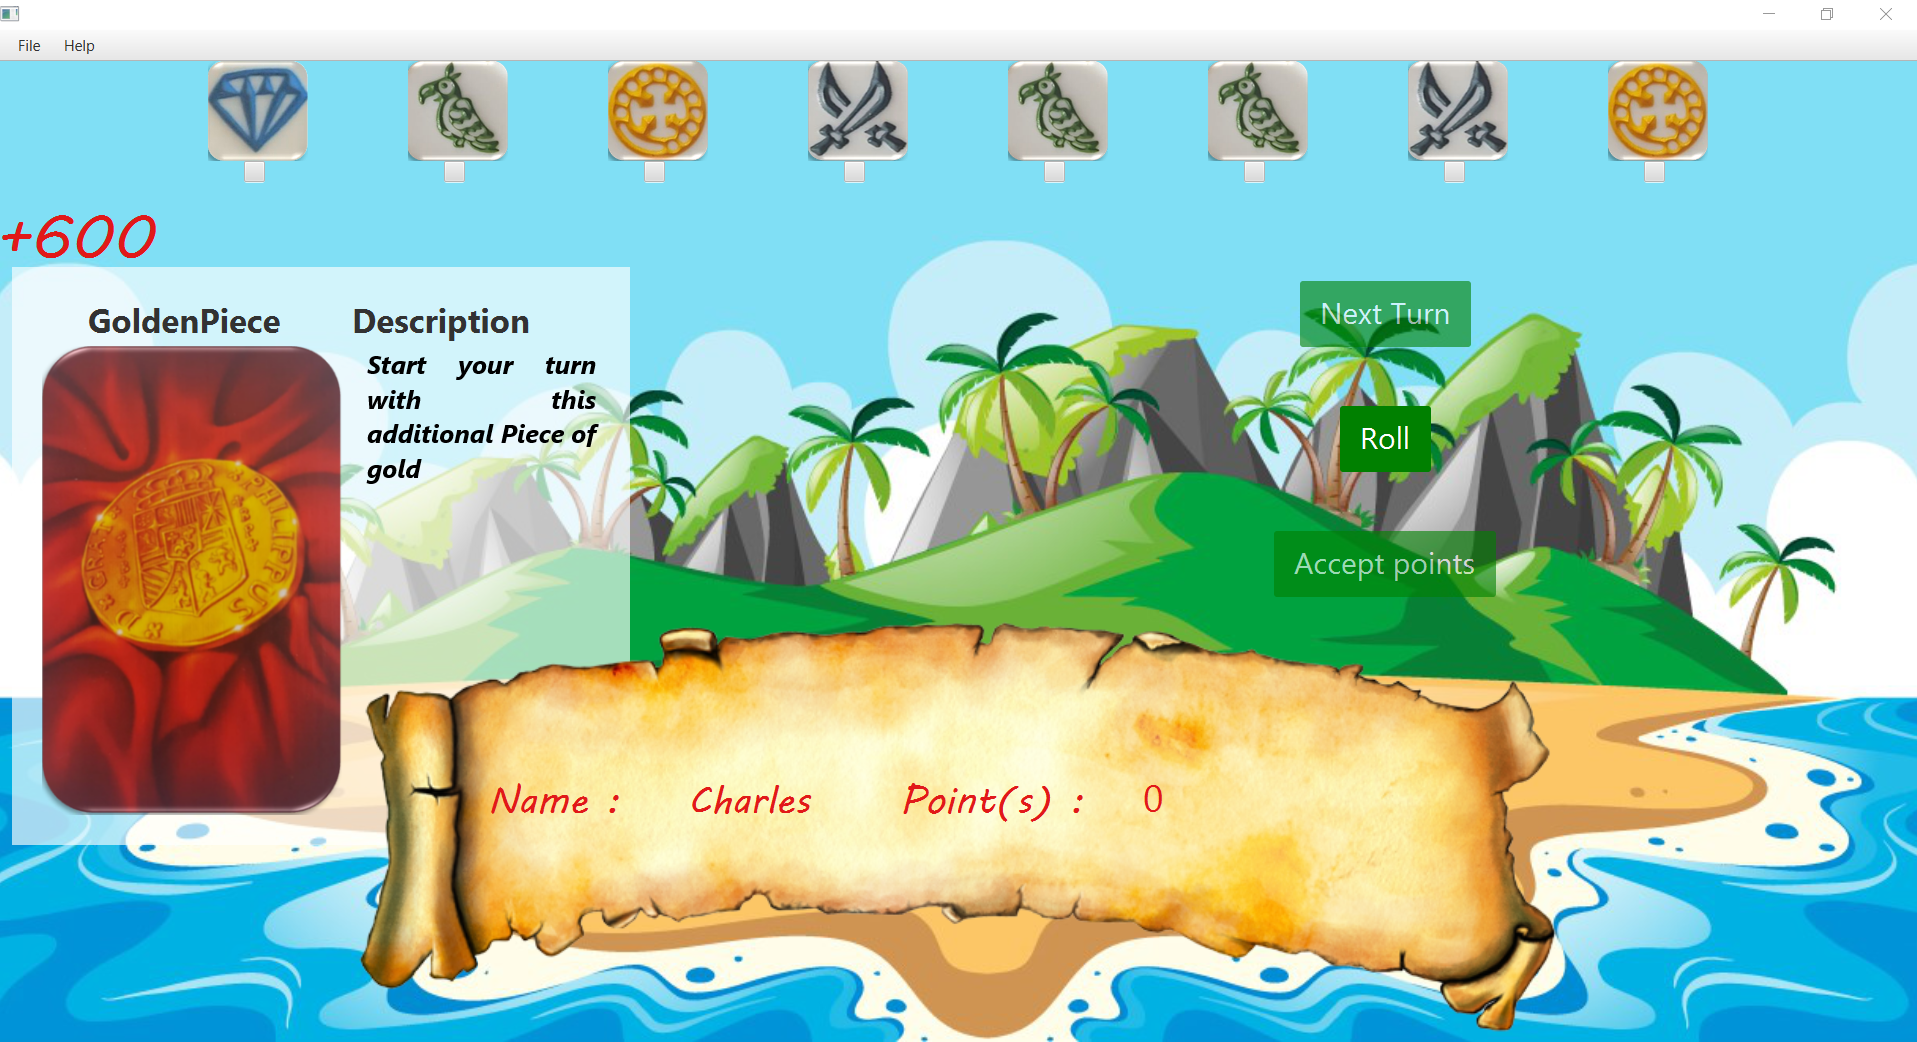 File Help
+600
GoldenPiece Description
Start your turn
with this
additional Piece of
gold
PHILIPPUS
Next Turn
Roll
Accept points
Name : Charles Point(s) : 0